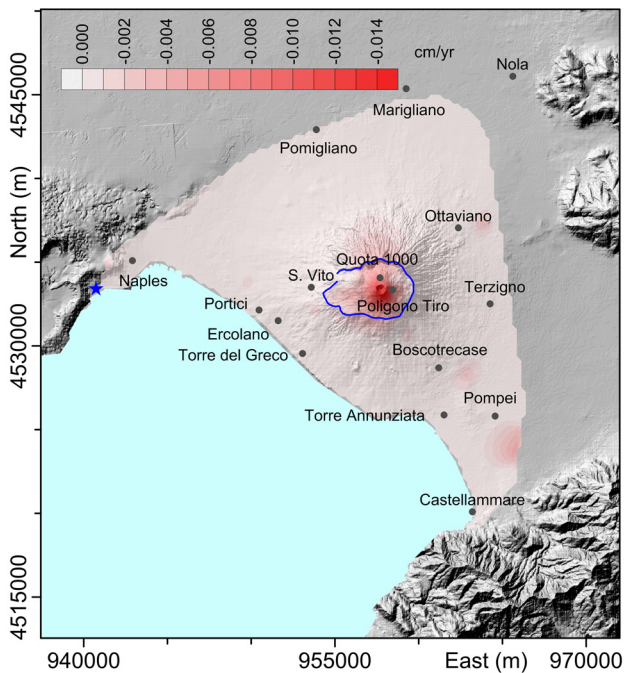 0.000 -0.002 -0.004 -0.006 -0.008 -0.010 -0.012 -0.014
cm/yr
Nola
4545000
Marigliano
Pomigliano
North (m)
Ottaviano
Quota 1000
S. Vito
Naples
Terzigno
Poligono Tiro
Portici
Ercolano
4530000
Boscotrecase
Torre del Greco
Pompei
Torre Annunziata
Castellammare
4515000
940000 955000 East (m) 970000